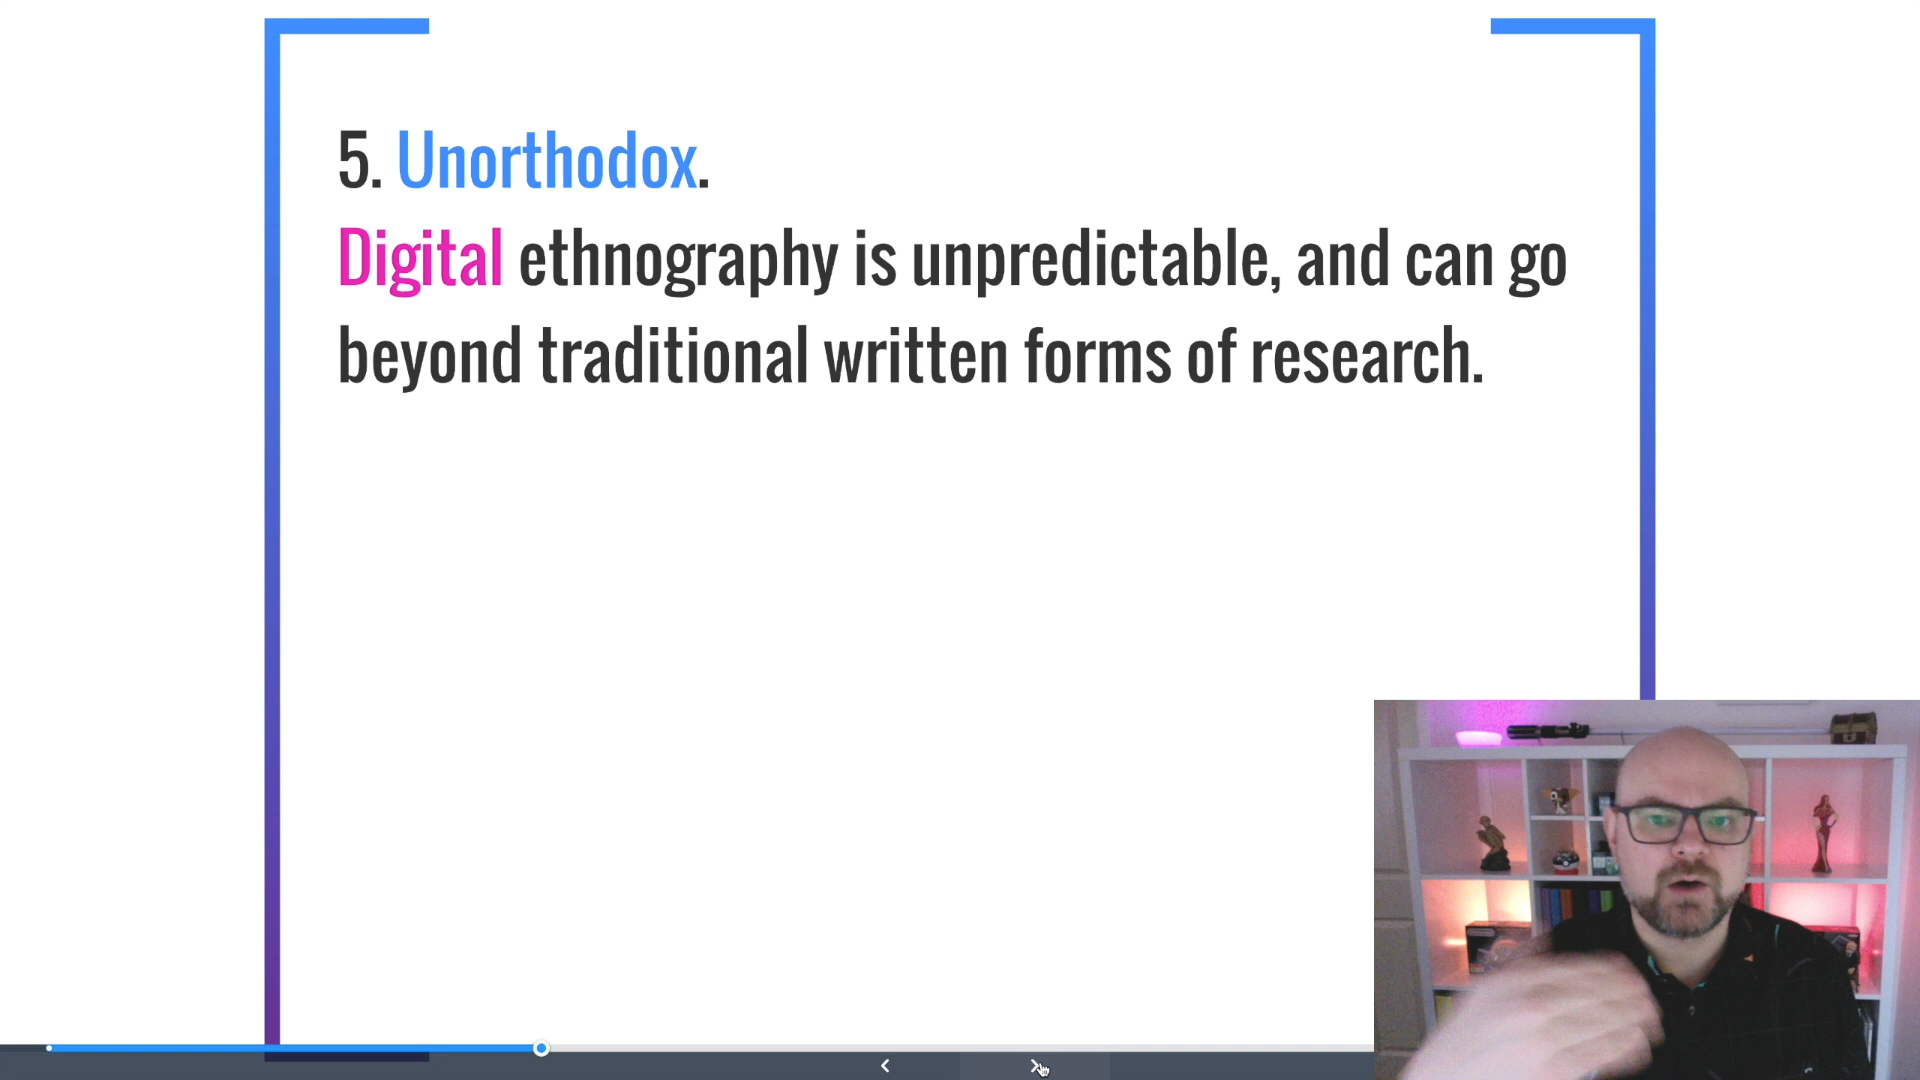 5. Unorthodox.
Digital ethnography is unpredictable, and can go
beyond traditional written forms of research.